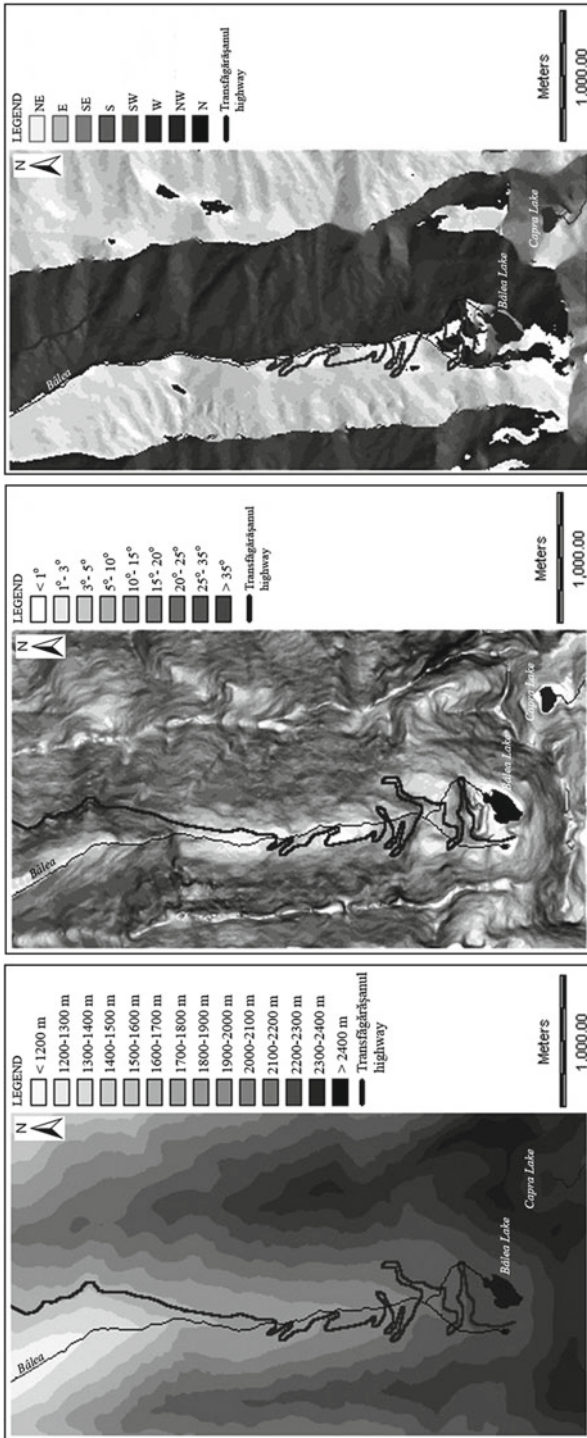 N
Bâlea
Bâlea Lake
Capra Lake
LEGEND
< 1200 m
1200-1300 m
1300-1400 m
1400-1500 m
1500-1600 m
1600-1700 m
1700-1800 m
1800-1900 m
1900-2000 m
2000-2100 m
2100-2200 m
2200-2300 m
2300-2400 m
> 2400 m
Transfăgărășanul
highway
Meters
1,000.00
N
Bâlea
Bâlea Lake
Capra Lake
LEGEND
< 1°
1°- 3°
3°- 5°
5°- 10°
10°- 15°
15°- 20°
20°- 25°
25°- 35°
> 35°
Transfăgărășanul
highway
Meters
1,000.00
N
Bâlea
Bâlea Lake
Capra Lake
LEGEND
NE
E
SE
S
SW
W
NW
N
Transfăgărășanul
highway
Meters
1,000.00